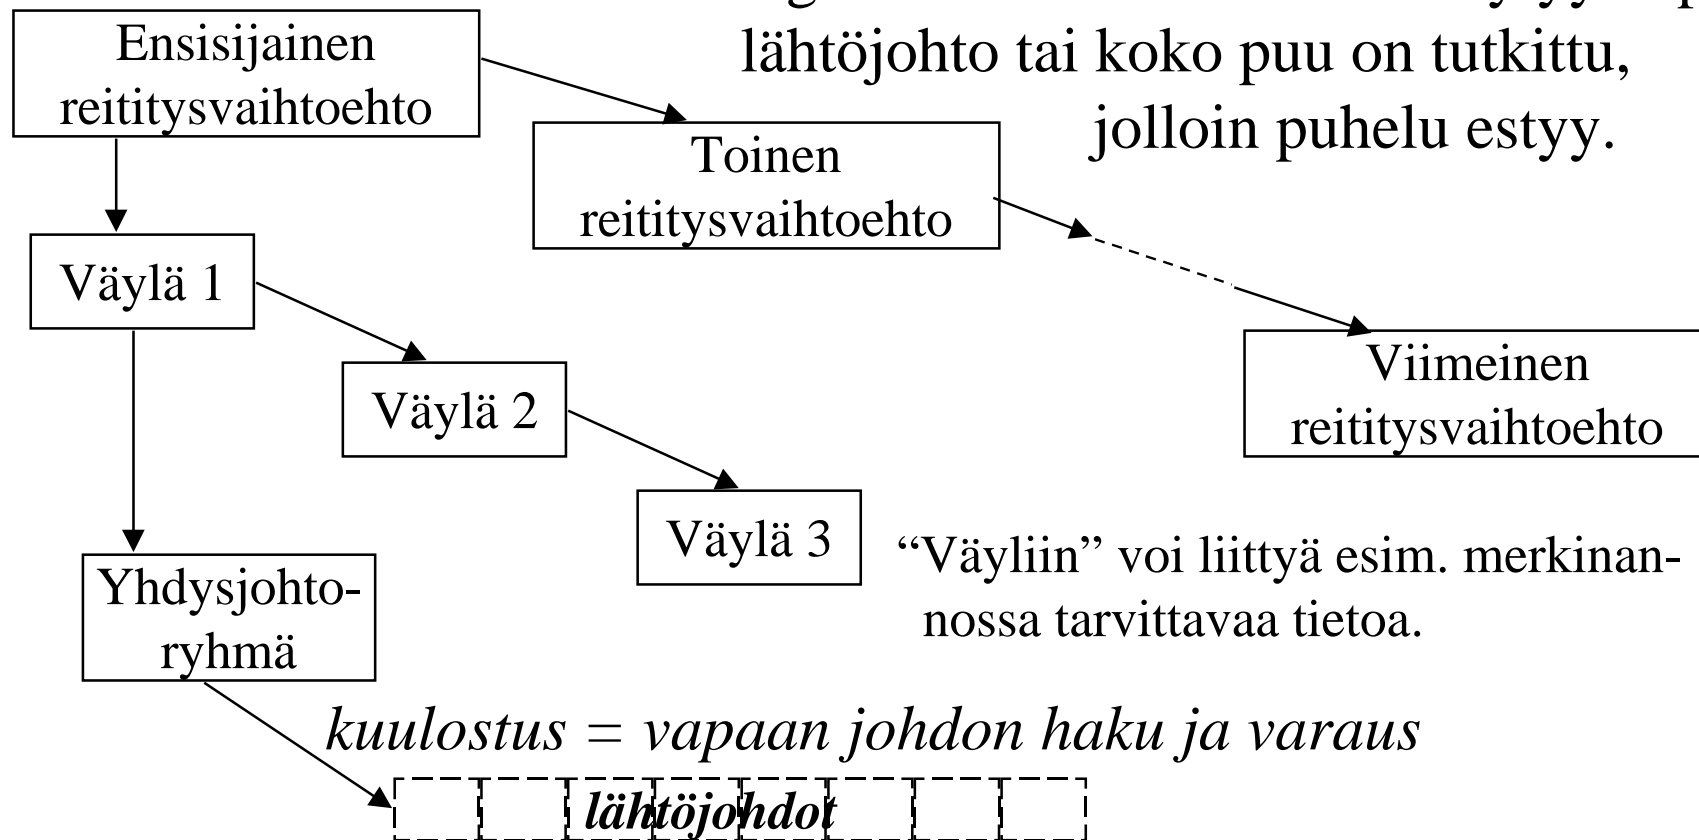 lähtöjohto tai koko puu on tutkittu,
jolloin puhelu estyy.
Ensisijainen
reititysvaihtoehto
Toinen
reititysvaihtoehto
Väylä 1
Väylä 2
Viimeinen
reititysvaihtoehto
Väylä 3
“Väyliin” voi liittyä esim. merkinan-
nossa tarvittavaa tietoa.
Yhdysjohto-
ryhmä
kuulostus = vapaan johdon haku ja varaus
lähtöjohdot